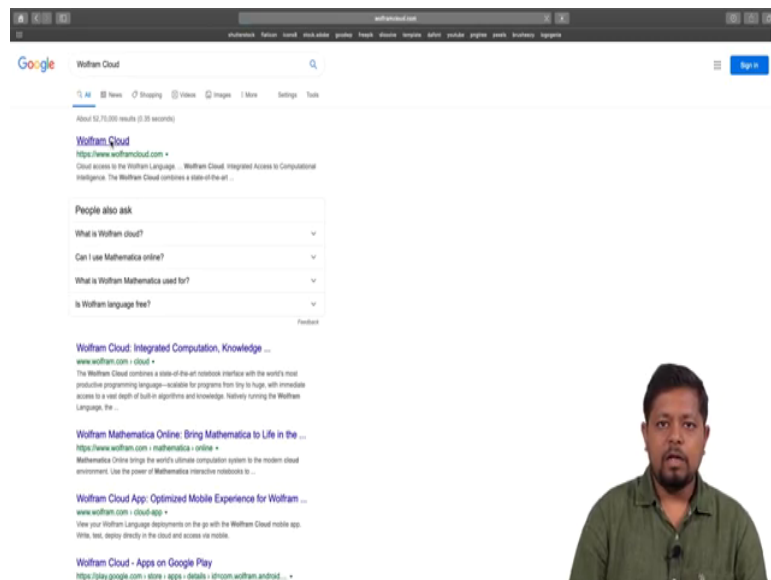 wolframcloud.com
shutterstock flaticon icons8 stock.adobe goodwp freepik dissolve template dafont youtube pngtree pexels brusheezy logogenie
Google
Wolfram Cloud
Sign in
All News Shopping Videos Images More Settings Tools
About 52,70,000 results (0.35 seconds)
Wolfram Cloud
https://www.wolframcloud.com
Cloud access to the Wolfram Language. ... Wolfram Cloud. Integrated Access to Computational
Intelligence. The Wolfram Cloud combines a state-of-the-art ...
People also ask
What is Wolfram cloud?
Can I use Mathematica online?
What is Wolfram Mathematica used for?
Is Wolfram language free?
Feedback
Wolfram Cloud: Integrated Computation, Knowledge ...
www.wolfram.com › cloud
The Wolfram Cloud combines a state-of-the-art notebook interface with the world's most
productive programming language—scalable for programs from tiny to huge, with immediate
access to a vast depth of built-in algorithms and knowledge. Natively running the Wolfram
Language, the ...
Wolfram Mathematica Online: Bring Mathematica to Life in the ...
https://www.wolfram.com › mathematica › online
Mathematica Online brings the world's ultimate computation system to the modern cloud
environment. Use the power of Mathematica interactive notebooks to ...
Wolfram Cloud App: Optimized Mobile Experience for Wolfram ...
www.wolfram.com › cloud-app
View your Wolfram Language deployments on the go with the Wolfram Cloud mobile app.
Write, test, deploy directly in the cloud and access via mobile.
Wolfram Cloud - Apps on Google Play
https://play.google.com › store › apps › details › id=com.wolfram.android...